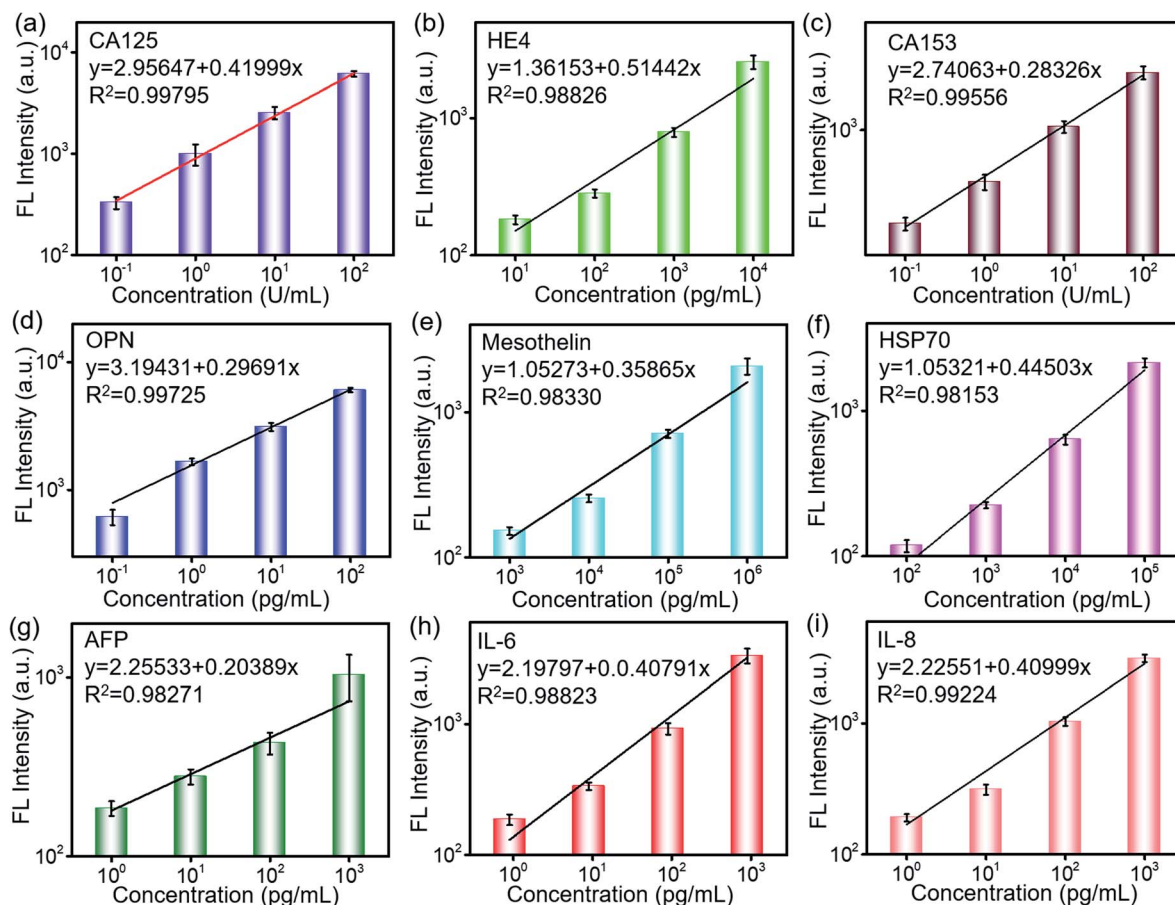 (a)
CA125
y=2.95647+0.41999x
R²=0.99795
10⁴
10³
10²
FL Intensity (a.u.)
10⁻¹ 10⁰ 10¹ 10²
Concentration (U/mL)
(b)
HE4
y=1.36153+0.51442x
R²=0.98826
10³
10²
FL Intensity (a.u.)
10¹ 10² 10³ 10⁴
Concentration (pg/mL)
(c)
CA153
y=2.74063+0.28326x
R²=0.99556
10³
FL Intensity (a.u.)
10⁻¹ 10⁰ 10¹ 10²
Concentration (U/mL)
(d)
OPN
y=3.19431+0.29691x
R²=0.99725
10⁴
10³
FL Intensity (a.u.)
10⁻¹ 10⁰ 10¹ 10²
Concentration (pg/mL)
(e)
Mesothelin
y=1.05273+0.35865x
R²=0.98330
10³
10²
FL Intensity (a.u.)
10³ 10⁴ 10⁵ 10⁶
Concentration (pg/mL)
(f)
HSP70
y=1.05321+0.44503x
R²=0.98153
10³
10²
FL Intensity (a.u.)
10² 10³ 10⁴ 10⁵
Concentration (pg/mL)
(g)
AFP
y=2.25533+0.20389x
R²=0.98271
10³
10²
FL Intensity (a.u.)
10⁰ 10¹ 10² 10³
Concentration (pg/mL)
(h)
IL-6
y=2.19797+0.0.40791x
R²=0.98823
10³
10²
FL Intensity (a.u.)
10⁰ 10¹ 10² 10³
Concentration (pg/mL)
(i)
IL-8
y=2.22551+0.40999x
R²=0.99224
10³
10²
FL Intensity (a.u.)
10⁰ 10¹ 10² 10³
Concentration (pg/mL)